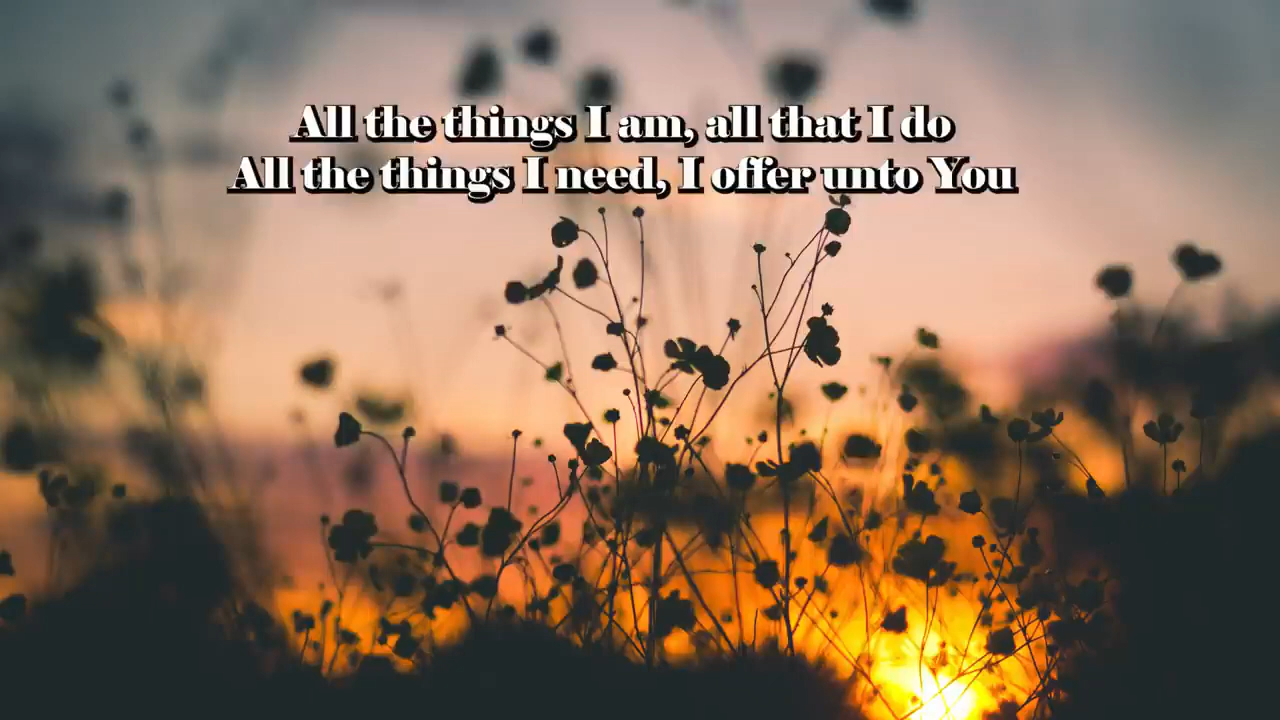 All the things I am, all that I do
All the things I need, I offer unto You